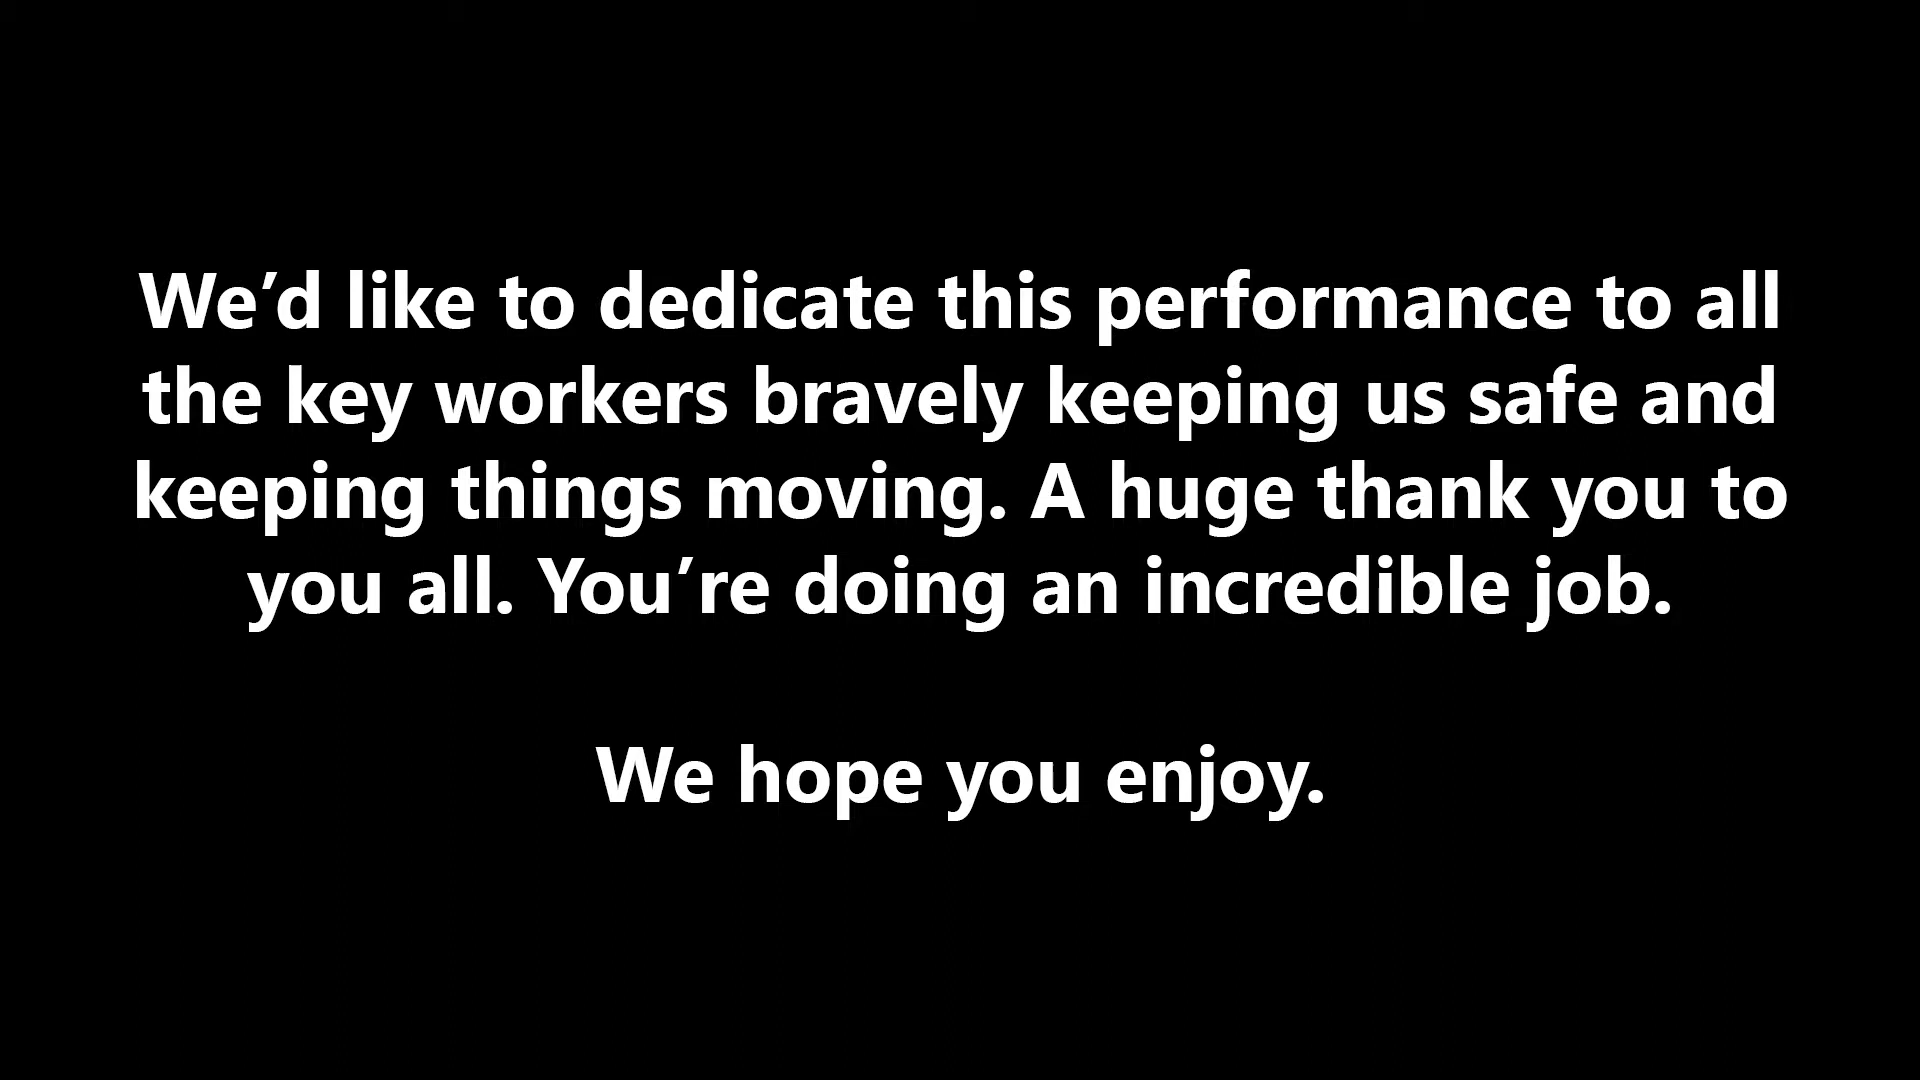 We’d like to dedicate this performance to all
the key workers bravely keeping us safe and
keeping things moving. A huge thank you to
you all. You’re doing an incredible job.
We hope you enjoy.